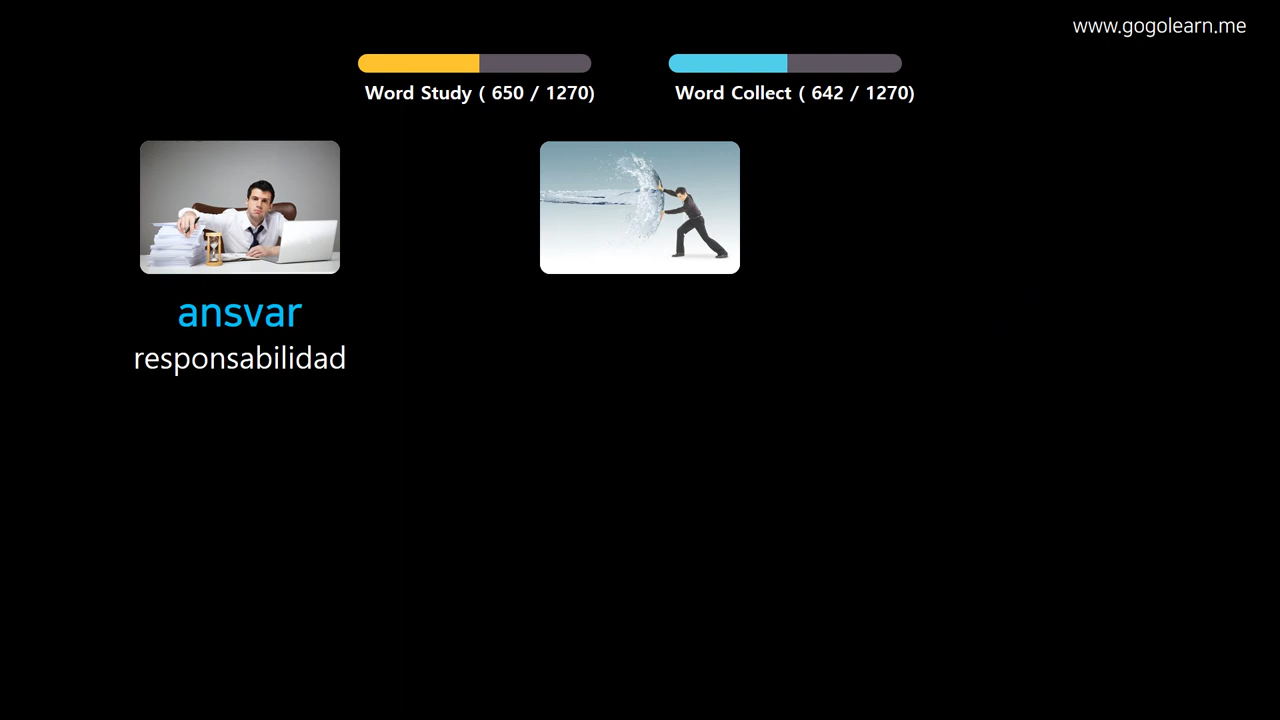 www.gogolearn.me
Word Study ( 650 / 1270)
Word Collect ( 642 / 1270)
ansvar
responsabilidad